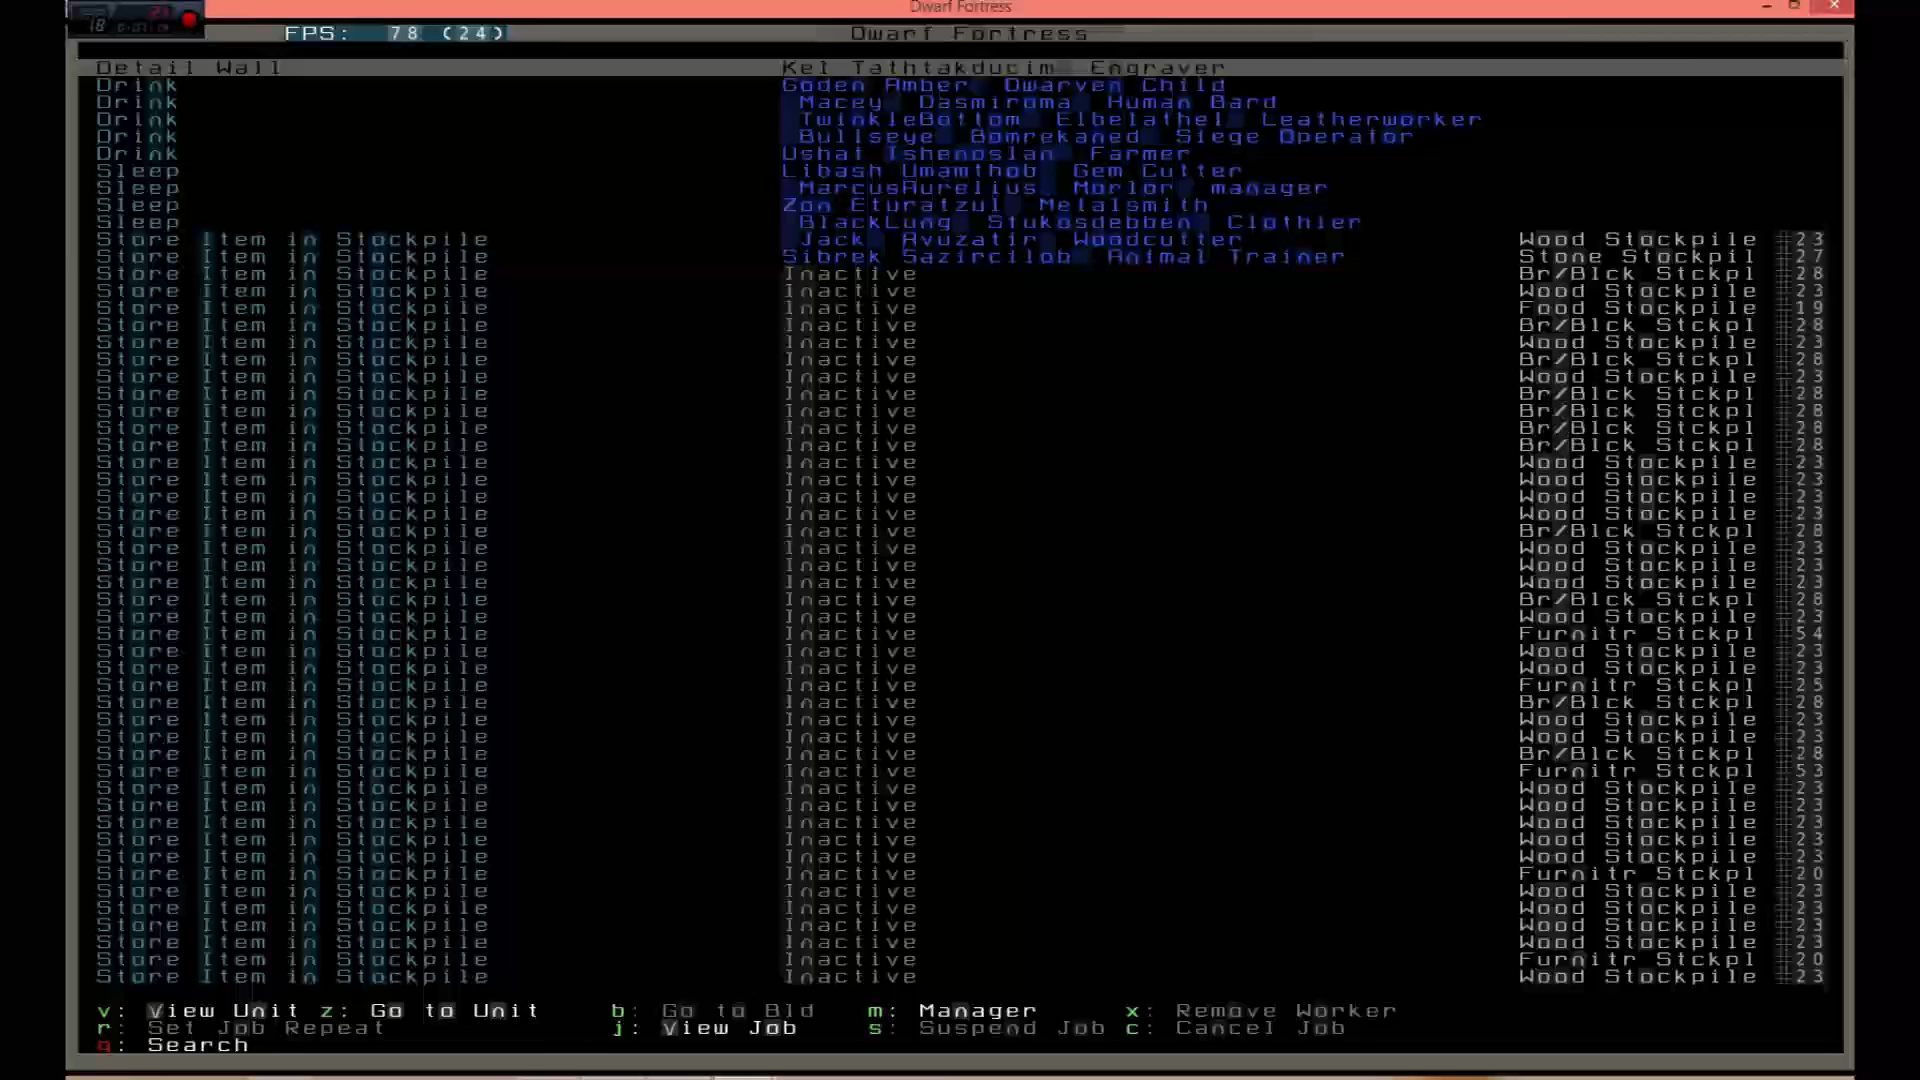 Dwarf Fortress
FPS: 78 (24) Dwarf Fortress
Detail Wall Kel Tathtakducim Engraver
Drink Goden Amber Dwarven Child
Drink Macey Dasmiroma Human Bard
Drink TwinkleBottom Elbelathel Leatherworker
Drink Bullseye Bomrekaned Siege Operator
Drink Ushat Farmer
Sleep Libash Umamthob Gem Cutter
Sleep MarcusAurelius Morlor manager
Sleep Zon Eturatzul Metalsmith
Sleep BlackLung Stukosdebben Clothier
Store Item in Stockpile Jack Woodcutter Wood Stockpile #23
Store Item in Stockpile Sibrek Sazircilob Animal Trainer Stone Stockpil #27
Store Item in Stockpile Inactive Br/Blck Stckpl #28
Store Item in Stockpile Inactive Wood Stockpile #23
Store Item in Stockpile Inactive Food Stockpile #19
Store Item in Stockpile Inactive Br/Blck Stckpl #28
Store Item in Stockpile Inactive Wood Stockpile #23
Store Item in Stockpile Inactive Br/Blck Stckpl #28
Store Item in Stockpile Inactive Wood Stockpile #23
Store Item in Stockpile Inactive Br/Blck Stckpl #28
Store Item in Stockpile Inactive Br/Blck Stckpl #28
Store Item in Stockpile Inactive Br/Blck Stckpl #28
Store Item in Stockpile Inactive Br/Blck Stckpl #28
Store Item in Stockpile Inactive Wood Stockpile #23
Store Item in Stockpile Inactive Wood Stockpile #23
Store Item in Stockpile Inactive Wood Stockpile #23
Store Item in Stockpile Inactive Wood Stockpile #23
Store Item in Stockpile Inactive Br/Blck Stckpl #28
Store Item in Stockpile Inactive Wood Stockpile #23
Store Item in Stockpile Inactive Wood Stockpile #23
Store Item in Stockpile Inactive Wood Stockpile #23
Store Item in Stockpile Inactive Br/Blck Stckpl #28
Store Item in Stockpile Inactive Wood Stockpile #23
Store Item in Stockpile Inactive Furnitr Stckpl #54
Store Item in Stockpile Inactive Wood Stockpile #23
Store Item in Stockpile Inactive Wood Stockpile #23
Store Item in Stockpile Inactive Furnitr Stckpl #25
Store Item in Stockpile Inactive Br/Blck Stckpl #28
Store Item in Stockpile Inactive Wood Stockpile #23
Store Item in Stockpile Inactive Wood Stockpile #23
Store Item in Stockpile Inactive Br/Blck Stckpl #28
Store Item in Stockpile Inactive Furnitr Stckpl #53
Store Item in Stockpile Inactive Wood Stockpile #23
Store Item in Stockpile Inactive Wood Stockpile #23
Store Item in Stockpile Inactive Wood Stockpile #23
Store Item in Stockpile Inactive Wood Stockpile #23
Store Item in Stockpile Inactive Wood Stockpile #23
Store Item in Stockpile Inactive Furnitr Stckpl #20
Store Item in Stockpile Inactive Wood Stockpile #23
Store Item in Stockpile Inactive Wood Stockpile #23
Store Item in Stockpile Inactive Wood Stockpile #23
Store Item in Stockpile Inactive Wood Stockpile #23
Store Item in Stockpile Inactive Furnitr Stckpl #20
Store Item in Stockpile Inactive Wood Stockpile #23
v: View Unit z: Go to Unit b: Go to Bld m: Manager x: Remove Worker
r: Set Job Repeat j: View Job s: Suspend Job c: Cancel Job
q: Search